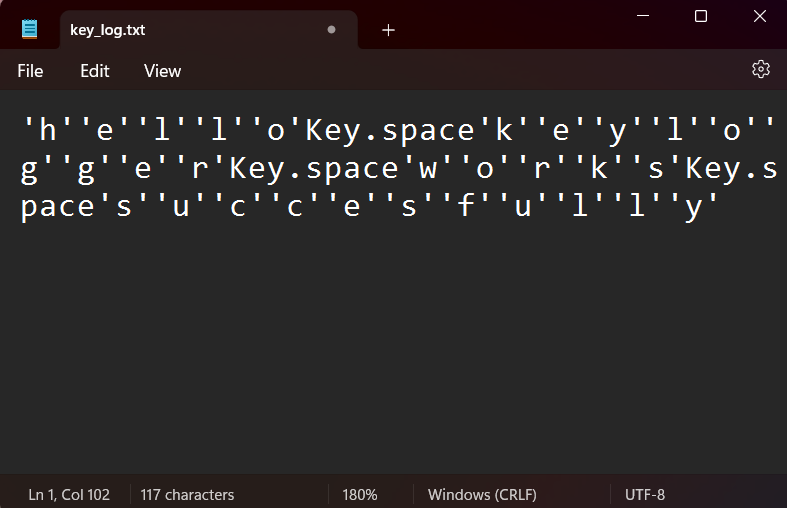 key_log.txt
File Edit View
'h''e''l''l''o'Key.space'k''e''y''l''o''
g''g''e''r'Key.space'w''o''r''k''s'Key.s
pace's''u''c''c''e''s''f''u''l''l''y'
Ln 1, Col 102 117 characters 180% Windows (CRLF) UTF-8